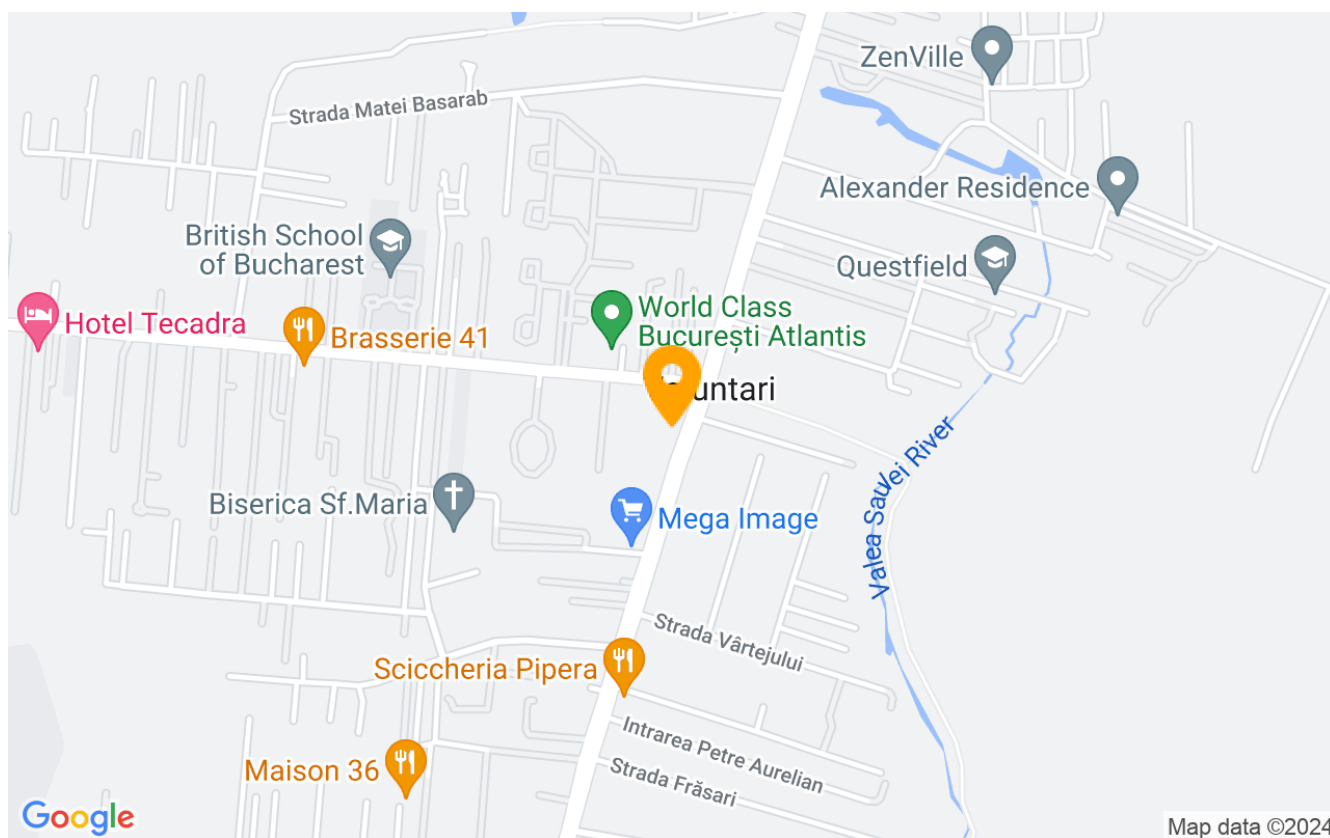 ZenVille
Strada Matei Basarab
Alexander Residence
British School
of Bucharest
Questfield
World Class
București Atlantis
Hotel Tecadra
Brasserie 41
untari
Valea Saulei River
Biserica Sf.Maria
Mega Image
Strada Vârtejului
Sciccheria Pipera
Intrarea Petre Aurelian
Maison 36
Strada Frăsari
Google
Map data ©2024